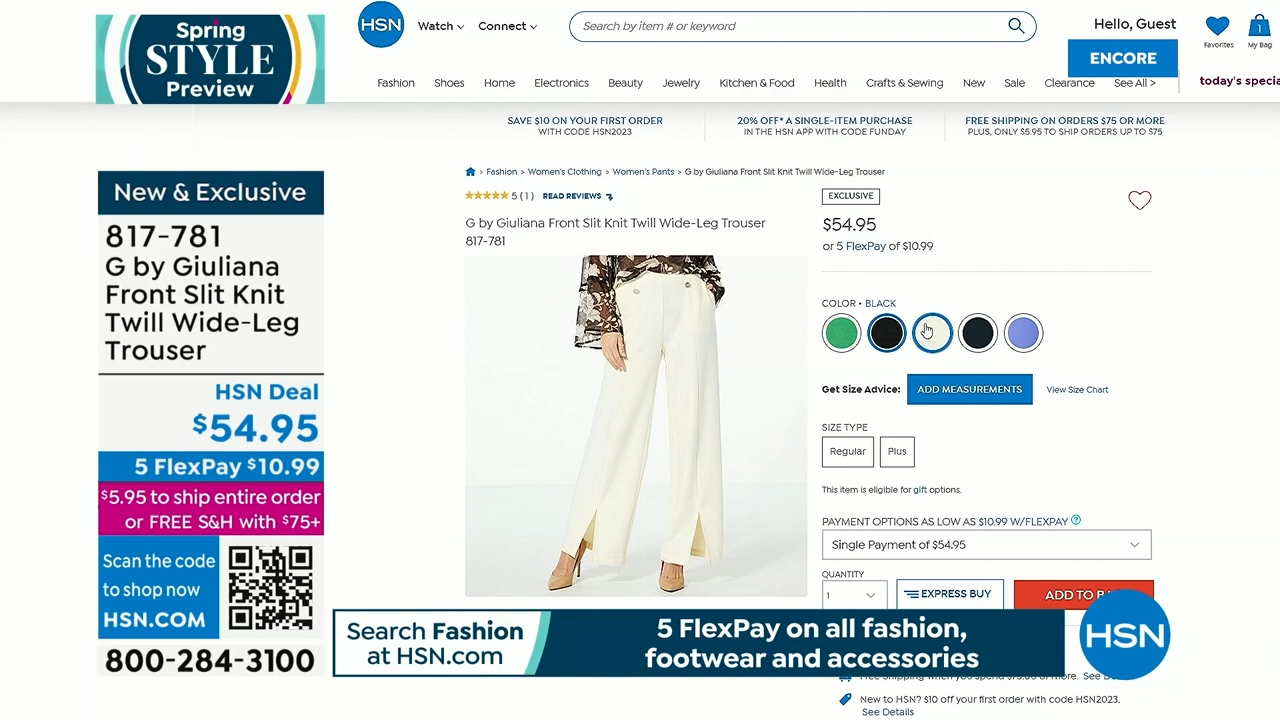 Spring
STYLE
Preview
HSN
Watch
Connect
Search by item # or keyword
Hello, Guest
Favorites
1
My Bag
ENCORE
Fashion
Shoes
Home
Electronics
Beauty
Jewelry
Kitchen & Food
Health
Crafts & Sewing
New
Sale
Clearance
See All >
today's specia
SAVE $10 ON YOUR FIRST ORDER
WITH CODE HSN2023
20% OFF* A SINGLE-ITEM PURCHASE
IN THE HSN APP WITH CODE FUNDAY
FREE SHIPPING ON ORDERS $75 OR MORE
PLUS, ONLY $5.95 TO SHIP ORDERS UP TO $75
New & Exclusive
817-781
G by Giuliana
Front Slit Knit
Twill Wide-Leg
Trouser
HSN Deal
$54.95
5 FlexPay $10.99
$5.95 to ship entire order
or FREE S&H with $75+
Scan the code
to shop now
HSN.COM
800-284-3100
> Fashion > Women's Clothing > Women's Pants > G by Giuliana Front Slit Knit Twill Wide-Leg Trouser
5 (1) READ REVIEWS
G by Giuliana Front Slit Knit Twill Wide-Leg Trouser
817-781
EXCLUSIVE
$54.95
or 5 FlexPay of $10.99
COLOR • BLACK
Get Size Advice:
ADD MEASUREMENTS
View Size Chart
SIZE TYPE
Regular
Plus
This item is eligible for gift options.
PAYMENT OPTIONS AS LOW AS $10.99 W/FLEXPAY ?
Single Payment of $54.95
QUANTITY
1
EXPRESS BUY
ADD TO BA
Search Fashion
at HSN.com
5 FlexPay on all fashion,
footwear and accessories
HSN
New to HSN? $10 off your first order with code HSN2023.
See Details